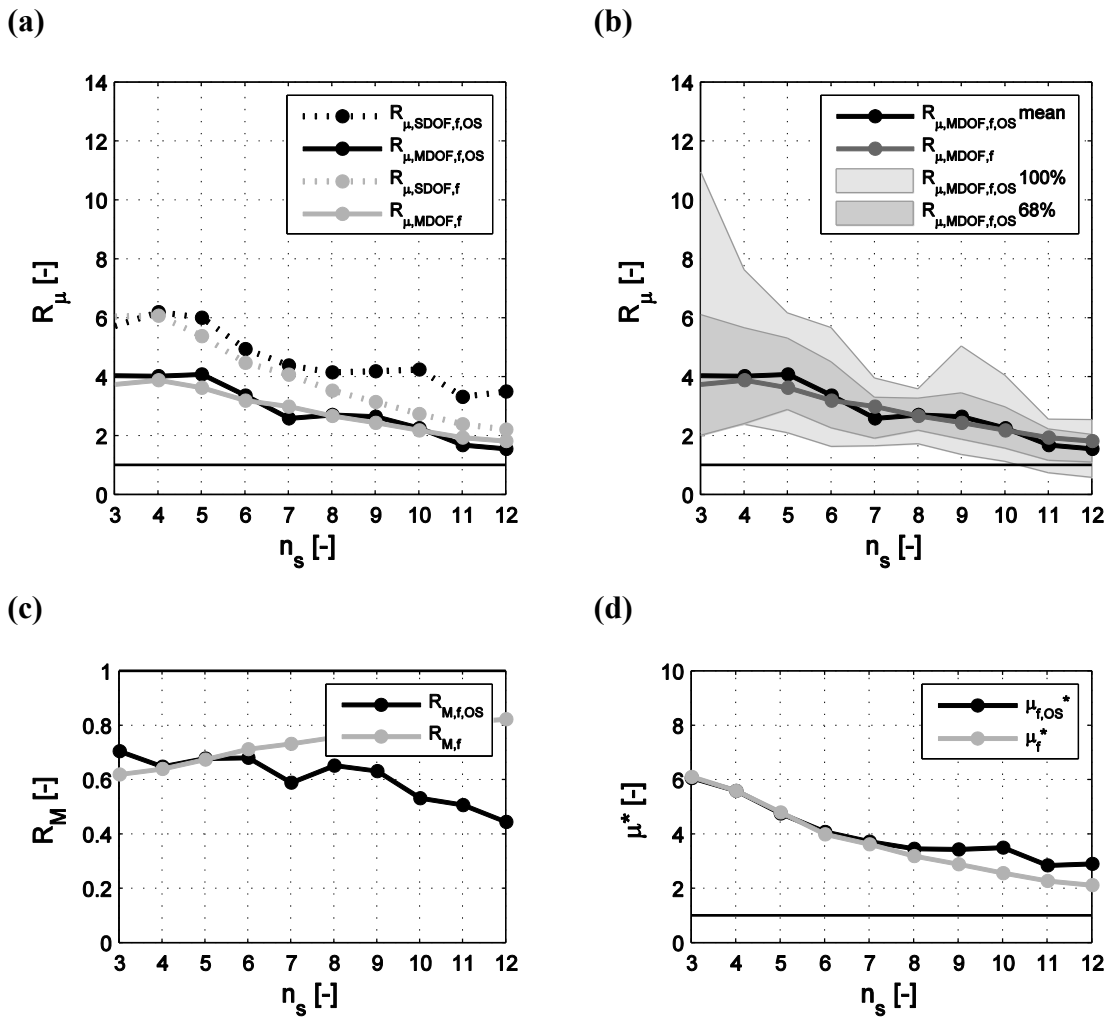 (a)
14
12
10
8
6
4
2
0
R_μ [-]
R_μ,SDOF,f,OS
R_μ,MDOF,f,OS
R_μ,SDOF,f
R_μ,MDOF,f
3 4 5 6 7 8 9 10 11 12
n_s [-]
(b)
14
12
10
8
6
4
2
0
R_μ [-]
R_μ,MDOF,f,OS mean
R_μ,MDOF,f
R_μ,MDOF,f,OS 100%
R_μ,MDOF,f,OS 68%
3 4 5 6 7 8 9 10 11 12
n_s [-]
(c)
1
0.8
0.6
0.4
0.2
0
R_M [-]
R_M,f,OS
R_M,f
3 4 5 6 7 8 9 10 11 12
n_s [-]
(d)
10
8
6
4
2
0
μ* [-]
μ_f,OS*
μ_f*
3 4 5 6 7 8 9 10 11 12
n_s [-]